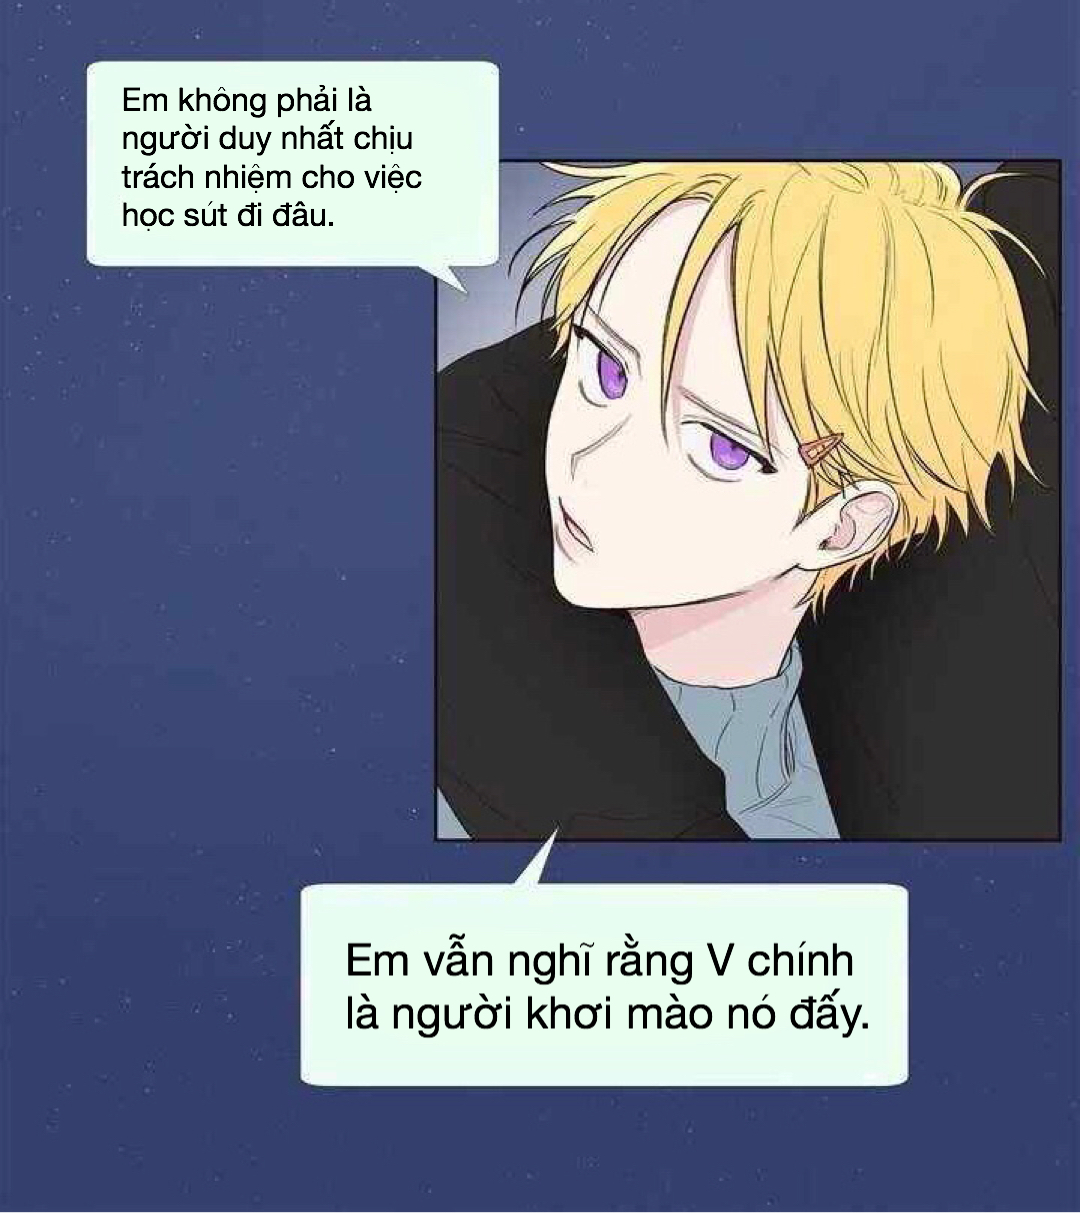 Em không phải là
người duy nhất chịu
trách nhiệm cho việc
học sút đi đâu.
Em vẫn nghĩ rằng V chính
là người khơi mào nó đấy.